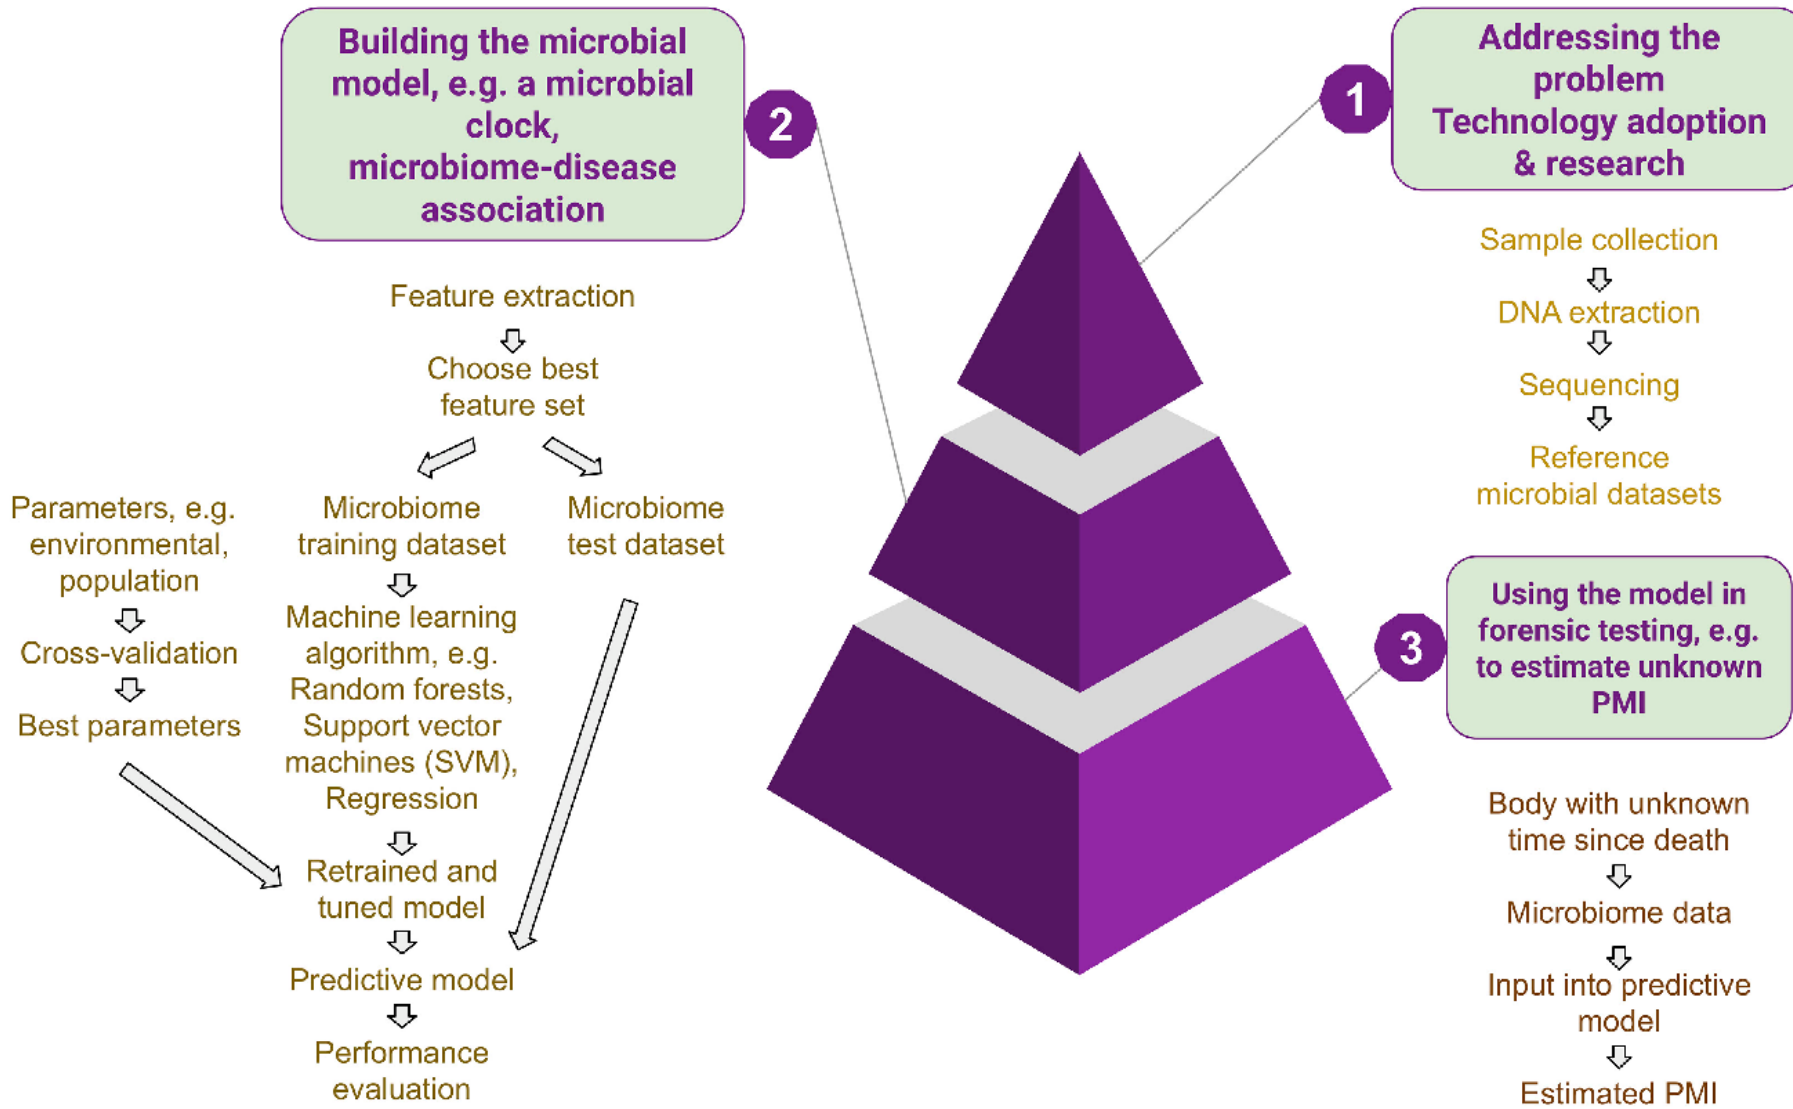 Building the microbial
model, e.g. a microbial
clock,
microbiome-disease
association
2
Feature extraction
Choose best
feature set
Parameters, e.g.
environmental,
population
Cross-validation
Best parameters
Microbiome
training dataset
Machine learning
algorithm, e.g.
Random forests,
Support vector
machines (SVM),
Regression
Retrained and
tuned model
Predictive model
Performance
evaluation
Microbiome
test dataset
1
Addressing the
problem
Technology adoption
& research
Sample collection
DNA extraction
Sequencing
Reference
microbial datasets
3
Using the model in
forensic testing, e.g.
to estimate unknown
PMI
Body with unknown
time since death
Microbiome data
Input into predictive
model
Estimated PMI